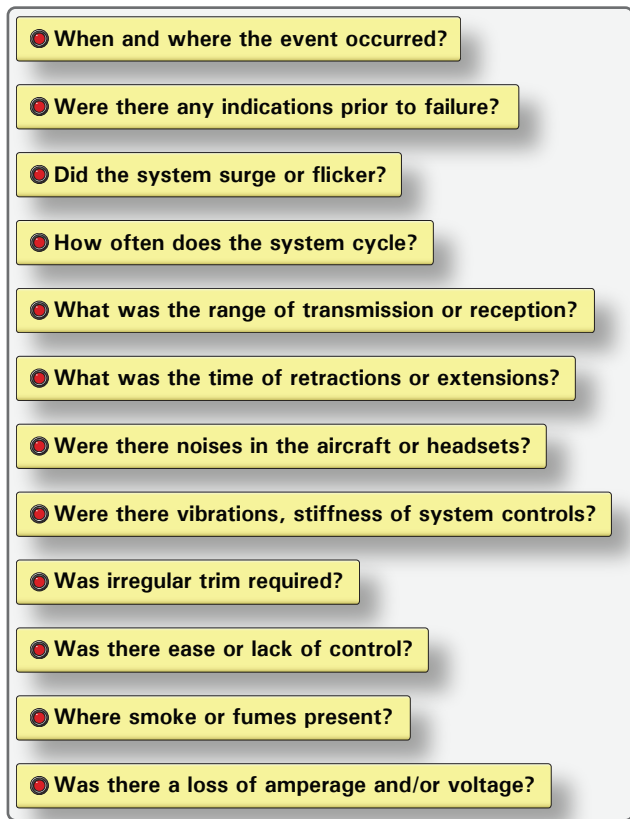 When and where the event occurred?
Were there any indications prior to failure?
Did the system surge or flicker?
How often does the system cycle?
What was the range of transmission or reception?
What was the time of retractions or extensions?
Were there noises in the aircraft or headsets?
Were there vibrations, stiffness of system controls?
Was irregular trim required?
Was there ease or lack of control?
Where smoke or fumes present?
Was there a loss of amperage and/or voltage?